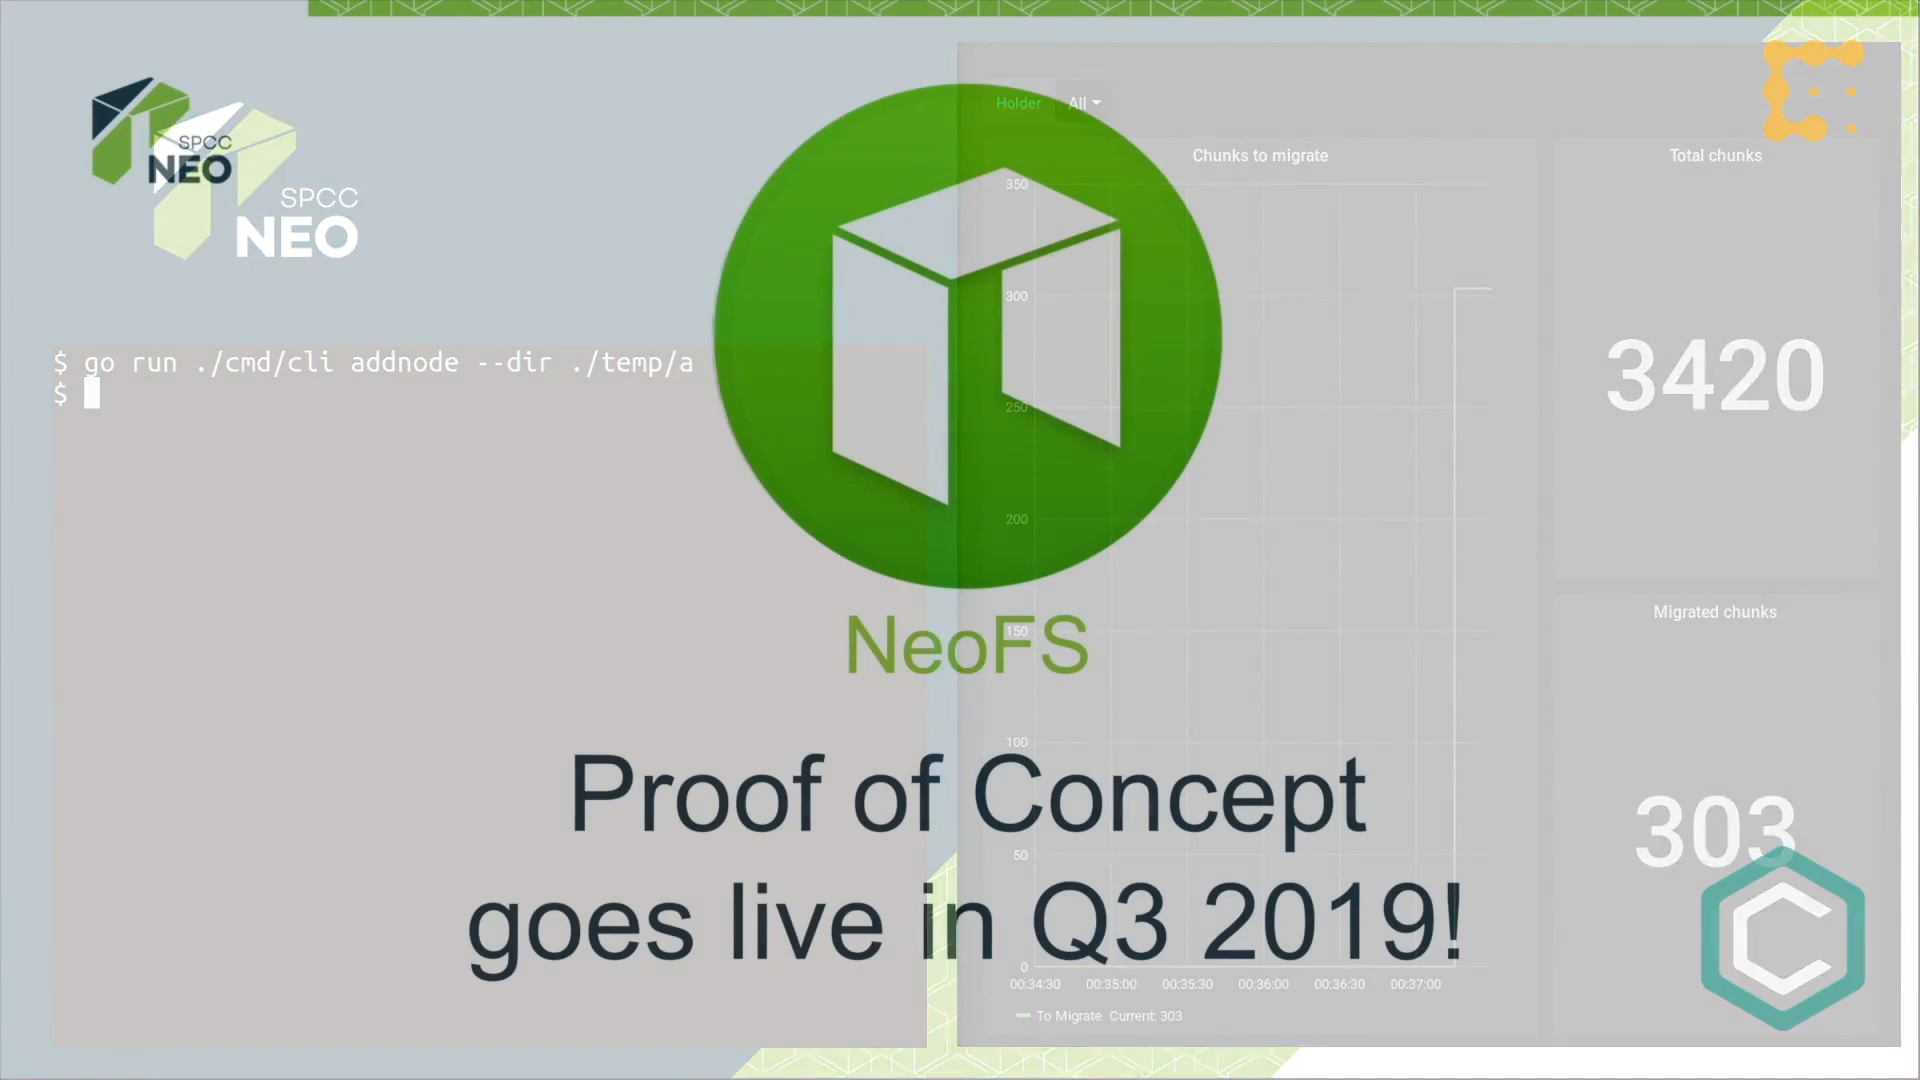 SPCC
NEO
SPCC
NEO
$ go run ./cmd/cli addnode --dir ./temp/a
$
Holder All
Chunks to migrate
350
300
250
200
150
100
50
0
00:34:30 00:35:00 00:35:30 00:36:00 00:36:30 00:37:00
To Migrate Current: 303
Total chunks
3420
Migrated chunks
303
NeoFS
Proof of Concept
goes live in Q3 2019!